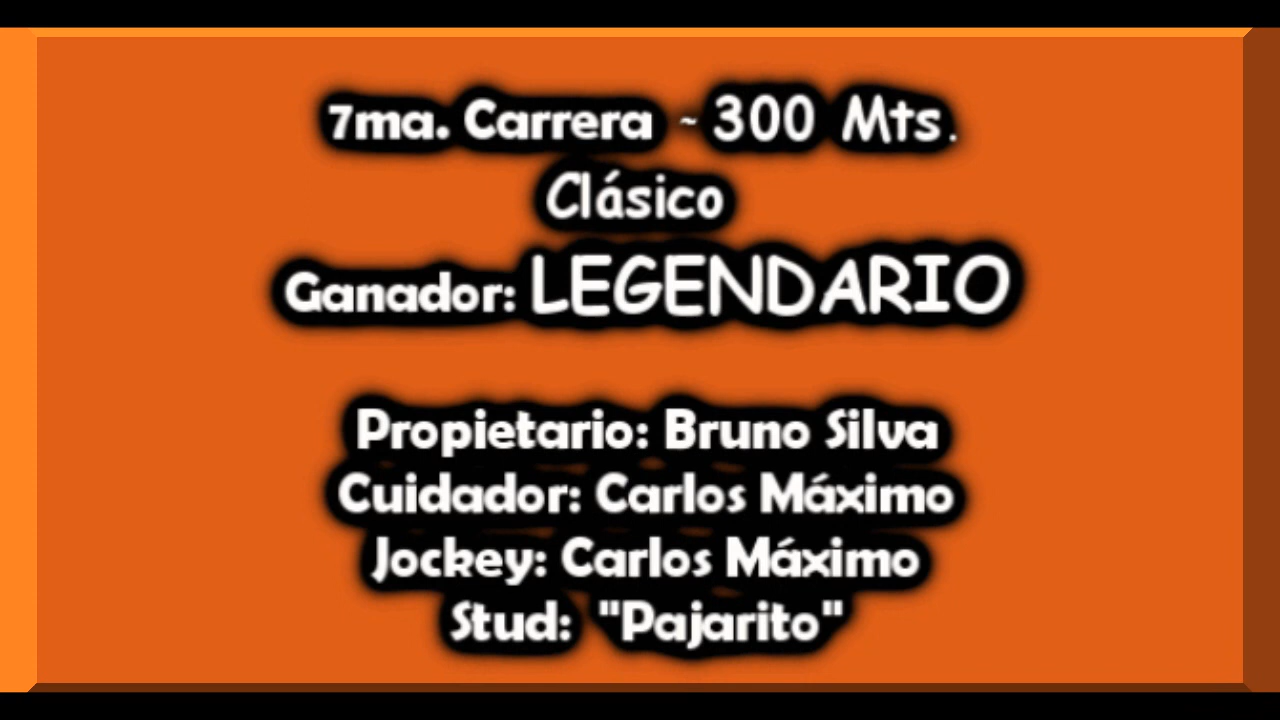 7ma. Carrera ~ 300 Mts.
Clásico
Ganador: LEGENDARIO
Propietario: Bruno Silva
Cuidador: Carlos Máximo
Jockey: Carlos Máximo
Stud: "Pajarito"